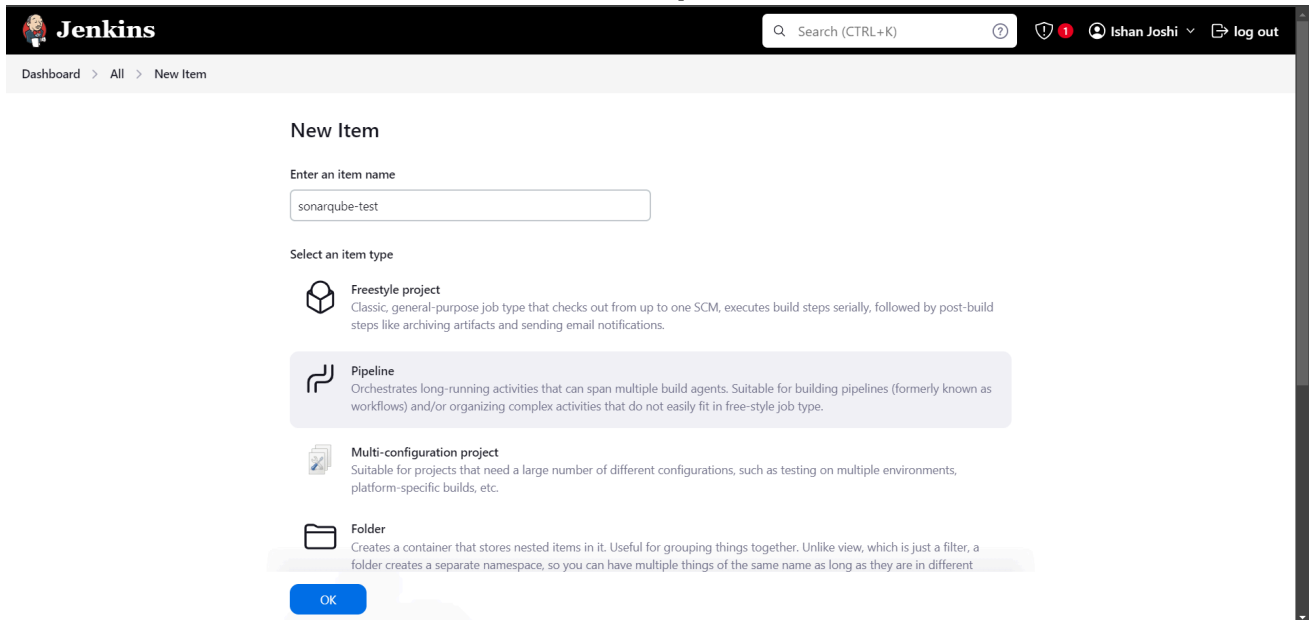 Jenkins
Search (CTRL+K)
1
Ishan Joshi
log out
Dashboard > All > New Item
New Item
Enter an item name
sonarqube-test
Select an item type
Freestyle project
Classic, general-purpose job type that checks out from up to one SCM, executes build steps serially, followed by post-build
steps like archiving artifacts and sending email notifications.
Pipeline
Orchestrates long-running activities that can span multiple build agents. Suitable for building pipelines (formerly known as
workflows) and/or organizing complex activities that do not easily fit in free-style job type.
Multi-configuration project
Suitable for projects that need a large number of different configurations, such as testing on multiple environments,
platform-specific builds, etc.
Folder
Creates a container that stores nested items in it. Useful for grouping things together. Unlike view, which is just a filter, a
folder creates a separate namespace, so you can have multiple things of the same name as long as they are in different
OK